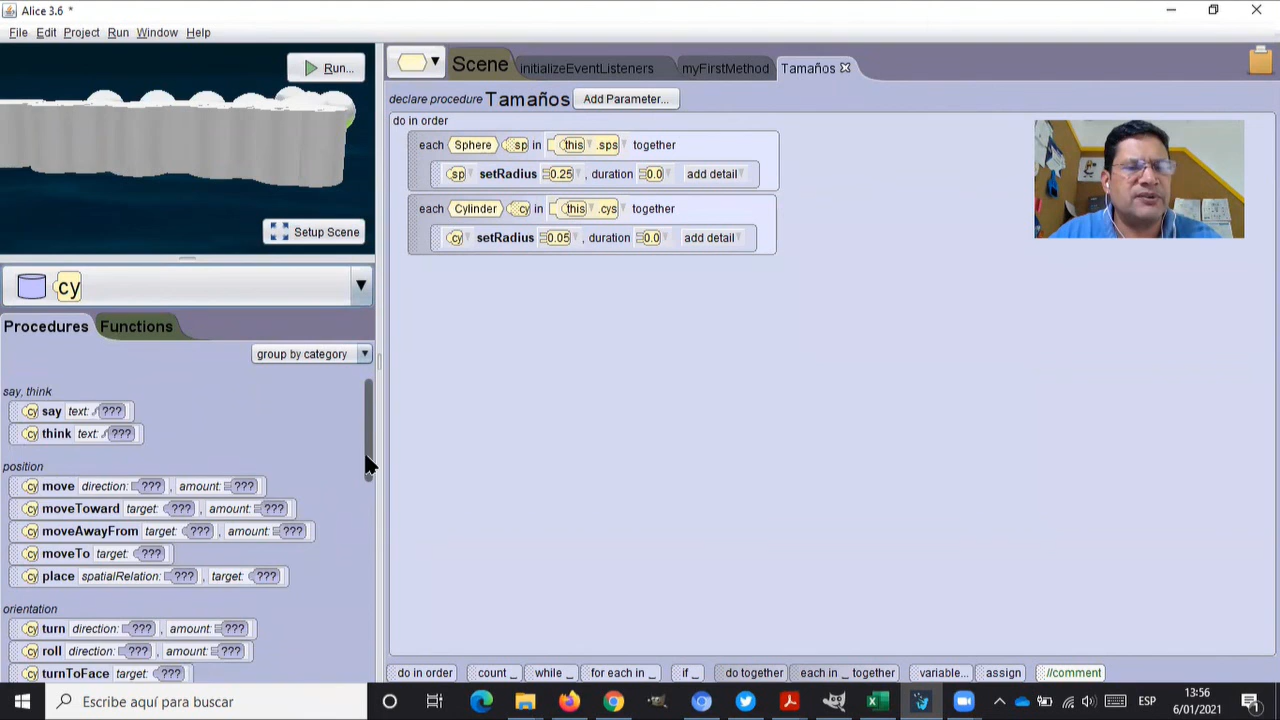 Alice 3.6 *
File Edit Project Run Window Help
Run...
Setup Scene
cy
Procedures Functions
group by category
say, think
cy say text: ???
cy think text: ???
position
cy move direction: ??? , amount: ???
cy moveToward target: ??? , amount: ???
cy moveAwayFrom target: ??? , amount: ???
cy moveTo target: ???
cy place spatialRelation: ??? , target: ???
orientation
cy turn direction: ??? , amount: ???
cy roll direction: ??? , amount: ???
cy turnToFace target: ???
Scene initializeEventListeners myFirstMethod Tamaños
declare procedure Tamaños Add Parameter...
do in order
each Sphere sp in this .sps together
sp setRadius 0.25 , duration 0.0 add detail
each Cylinder cy in this .cys together
cy setRadius 0.05 , duration 0.0 add detail
do in order count _ while _ for each in _ if _ do together each in _ together variable... assign //comment
Escribe aquí para buscar
ESP
13:56
6/01/2021